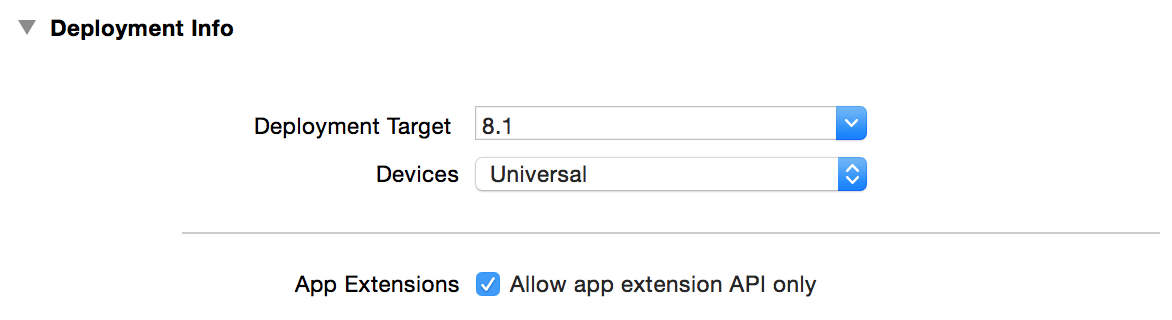 Deployment Info
Deployment Target 8.1
Devices Universal
App Extensions Allow app extension API only